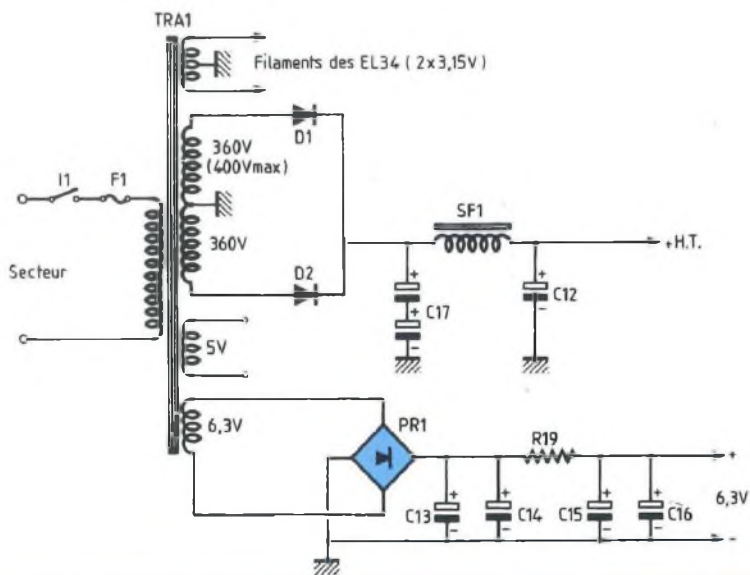 TRA1
Filaments des EL34 ( 2x3,15V )
D1
360V
(400Vmax)
I1
F1
SF1
360V
+H.T.
Secteur
D2
+
+
C12
+
C17
-
-
5V
PR1
6,3V
R19
+
+
+
+
+
6,3V
C13
C14
C15
C16
-
-
-
-
-